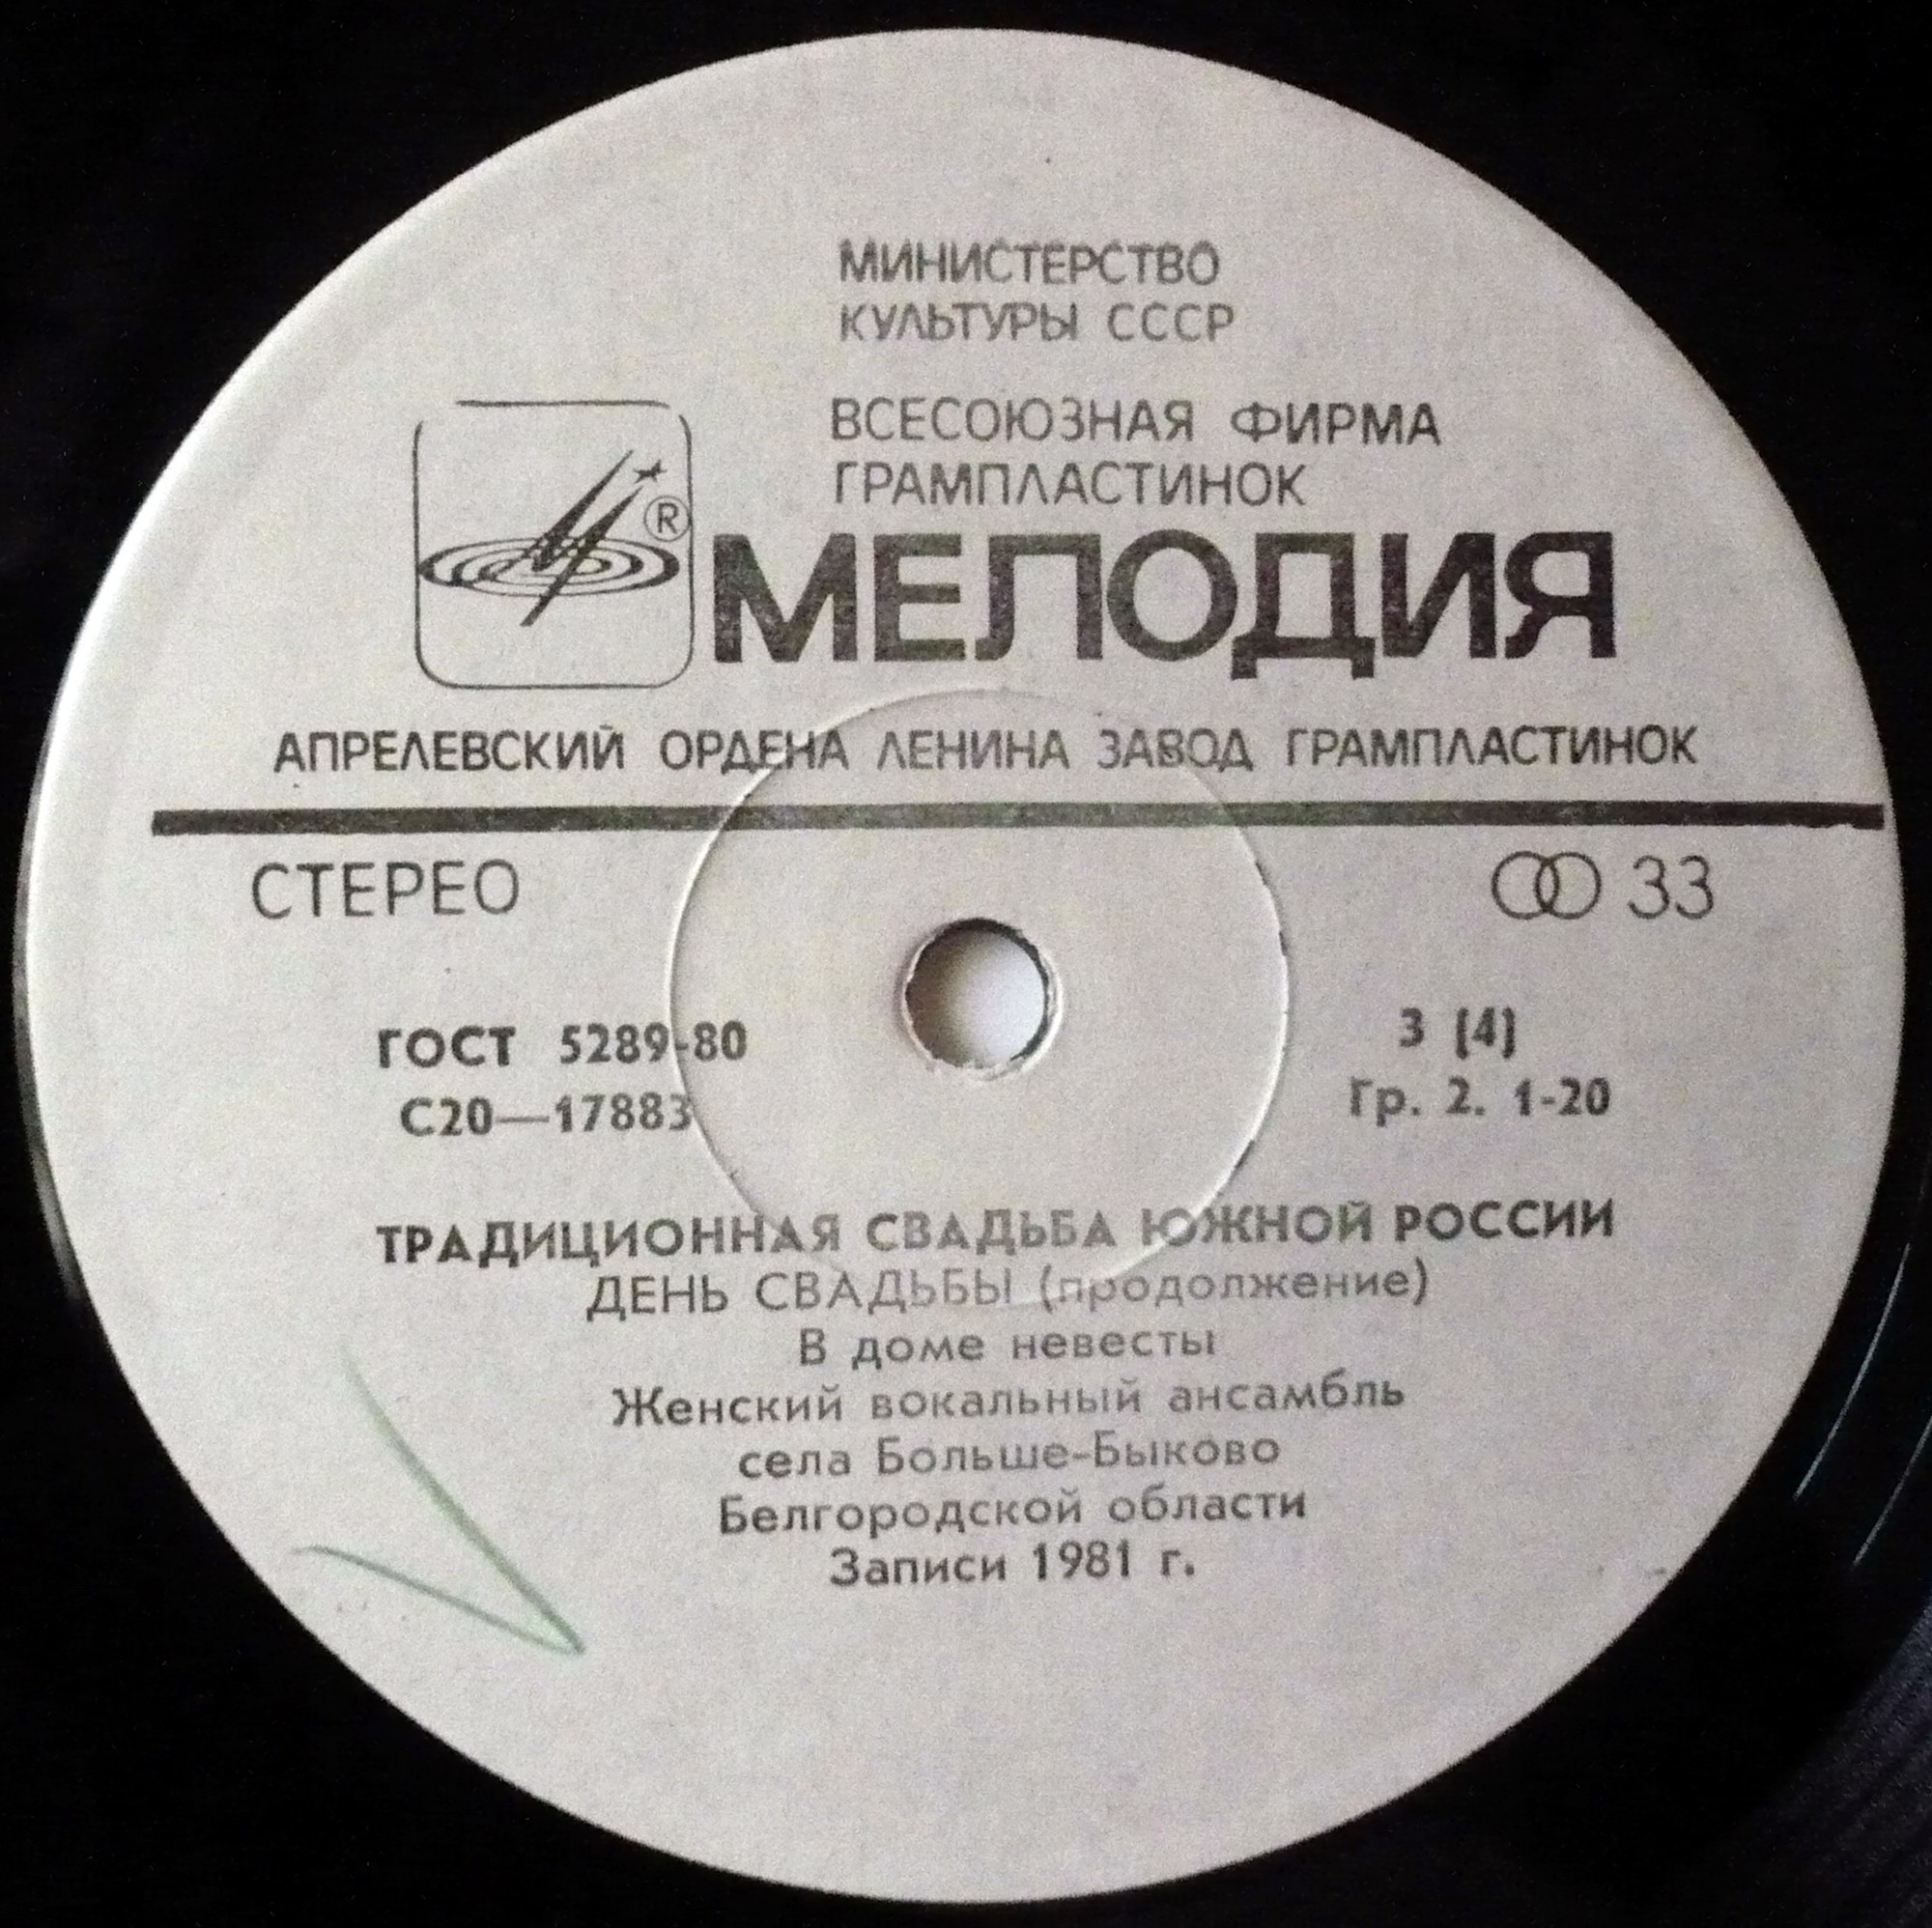 МИНИСТЕРСТВО
КУЛЬТУРЫ СССР
ВСЕСОЮЗНАЯ ФИРМА
ГРАМПЛАСТИНОК
®
МЕЛОДИЯ
АПРЕЛЕВСКИЙ ОРДЕНА ЛЕНИНА ЗАВОД ГРАМПЛАСТИНОК
СТЕРЕО
33
ГОСТ 5289-80
С20—17883
3 (4)
Гр. 2. 1-20
ТРАДИЦИОННАЯ СВАДЬБА ЮЖНОЙ РОССИИ
ДЕНЬ СВАДЬБЫ (продолжение)
В доме невесты
Женский вокальный ансамбль
села Больше-Быково
Белгородской области
Записи 1981 г.